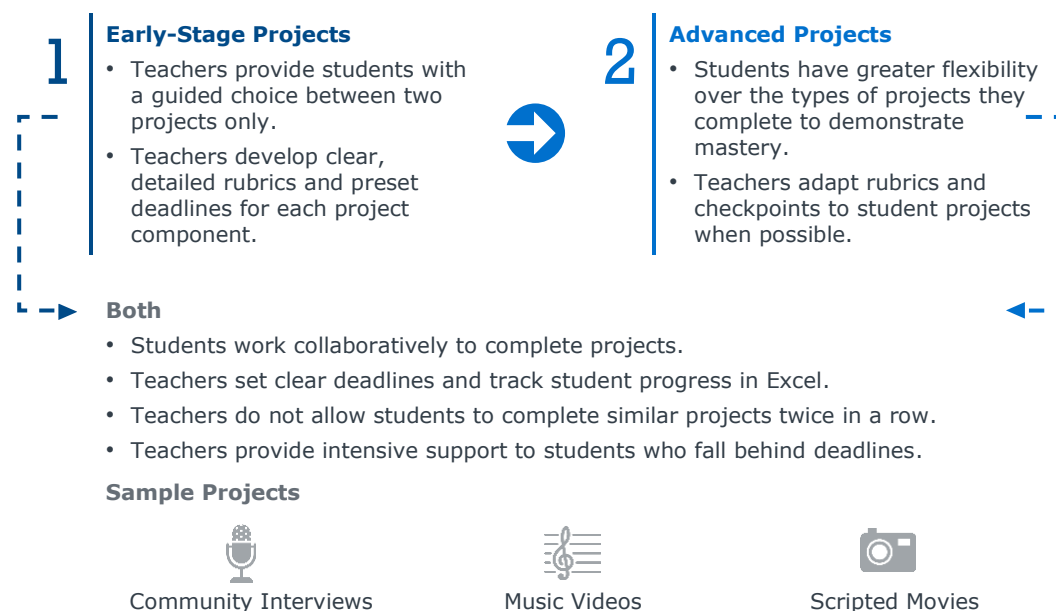 1
Early-Stage Projects
• Teachers provide students with
a guided choice between two
projects only.
• Teachers develop clear,
detailed rubrics and preset
deadlines for each project
component.
2
Advanced Projects
• Students have greater flexibility
over the types of projects they
complete to demonstrate
mastery.
• Teachers adapt rubrics and
checkpoints to student projects
when possible.
Both
• Students work collaboratively to complete projects.
• Teachers set clear deadlines and track student progress in Excel.
• Teachers do not allow students to complete similar projects twice in a row.
• Teachers provide intensive support to students who fall behind deadlines.
Sample Projects
Community Interviews
Music Videos
Scripted Movies